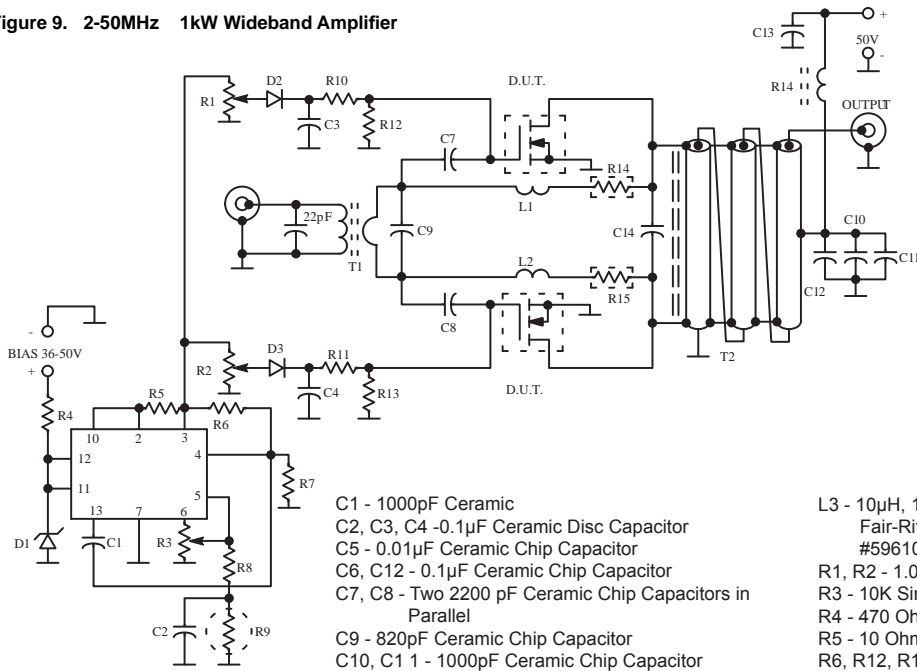 igure 9. 2-50MHz 1kW Wideband Amplifier
C13
+
50V
-
R14
OUTPUT
D2
R10
R1
C3
R12
D.U.T.
C7
R14
L1
22pF
T1
C9
C14
L2
R15
C8
C10
C11
C12
T2
-
BIAS 36-50V
+
R4
R5
R2
D3
R11
C4
R13
D.U.T.
R6
10
2
3
12
4
11
5
13
7
6
R7
D1
C1
R3
R8
C2
R9
C1 - 1000pF Ceramic
C2, C3, C4 -0.1µF Ceramic Disc Capacitor
C5 - 0.01µF Ceramic Chip Capacitor
C6, C12 - 0.1µF Ceramic Chip Capacitor
C7, C8 - Two 2200 pF Ceramic Chip Capacitors in
Parallel
C9 - 820pF Ceramic Chip Capacitor
C10, C1 1 - 1000pF Ceramic Chip Capacitor
L3 - 10µH, 1
Fair-Ri
#59610
R1, R2 - 1.0
R3 - 10K Sin
R4 - 470 Oh
R5 - 10 Ohm
R6, R12, R1